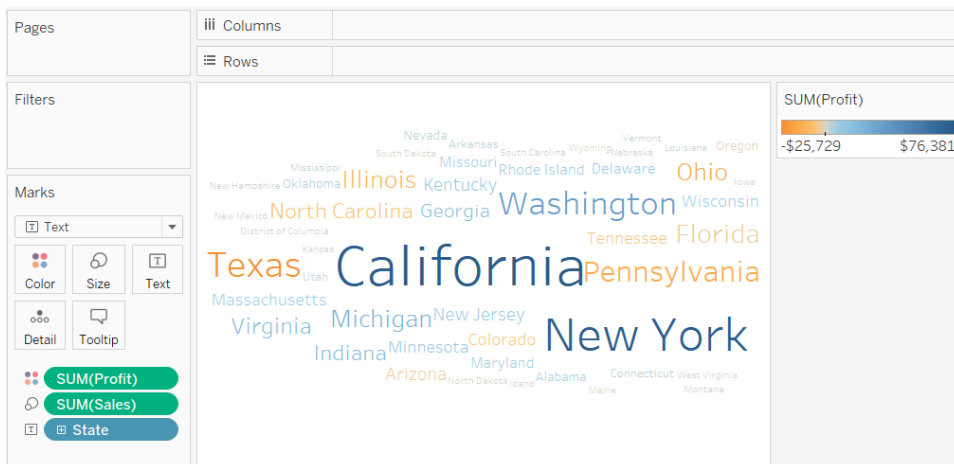 Pages
Columns
Rows
Filters
SUM(Profit)
-$25,729 $76,381
Marks
Text
Color Size Text
Detail Tooltip
SUM(Profit)
SUM(Sales)
State
Nevada
Arkansas
Vermont
South Dakota
South Carolina
Wyoming
Nebraska
Louisiana
Oregon
Mississippi
Missouri
Rhode Island
Delaware
Ohio
Iowa
New Hampshire
Oklahoma
Illinois
Kentucky
New Mexico
North Carolina
Georgia
Washington
Wisconsin
District of Columbia
Kansas
Tennessee
Florida
Texas
Utah
California
Pennsylvania
Massachusetts
Virginia
Michigan
New Jersey
New York
Indiana
Minnesota
Colorado
Maryland
Arizona
North Dakota
Idaho
Alabama
Connecticut
West Virginia
Maine
Montana